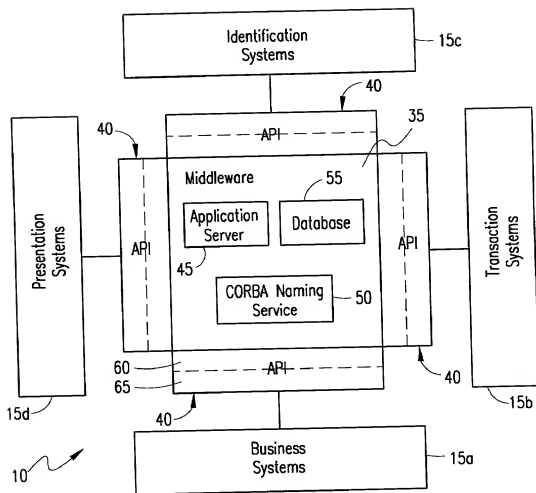 Identification
Systems
15c
40
API
35
40
Middleware
55
Application
Server
Database
45
CORBA Naming
Service
50
API
API
Presentation
Systems
Transaction
Systems
60
65
API
40
40
15d
15b
10
Business
Systems
15a